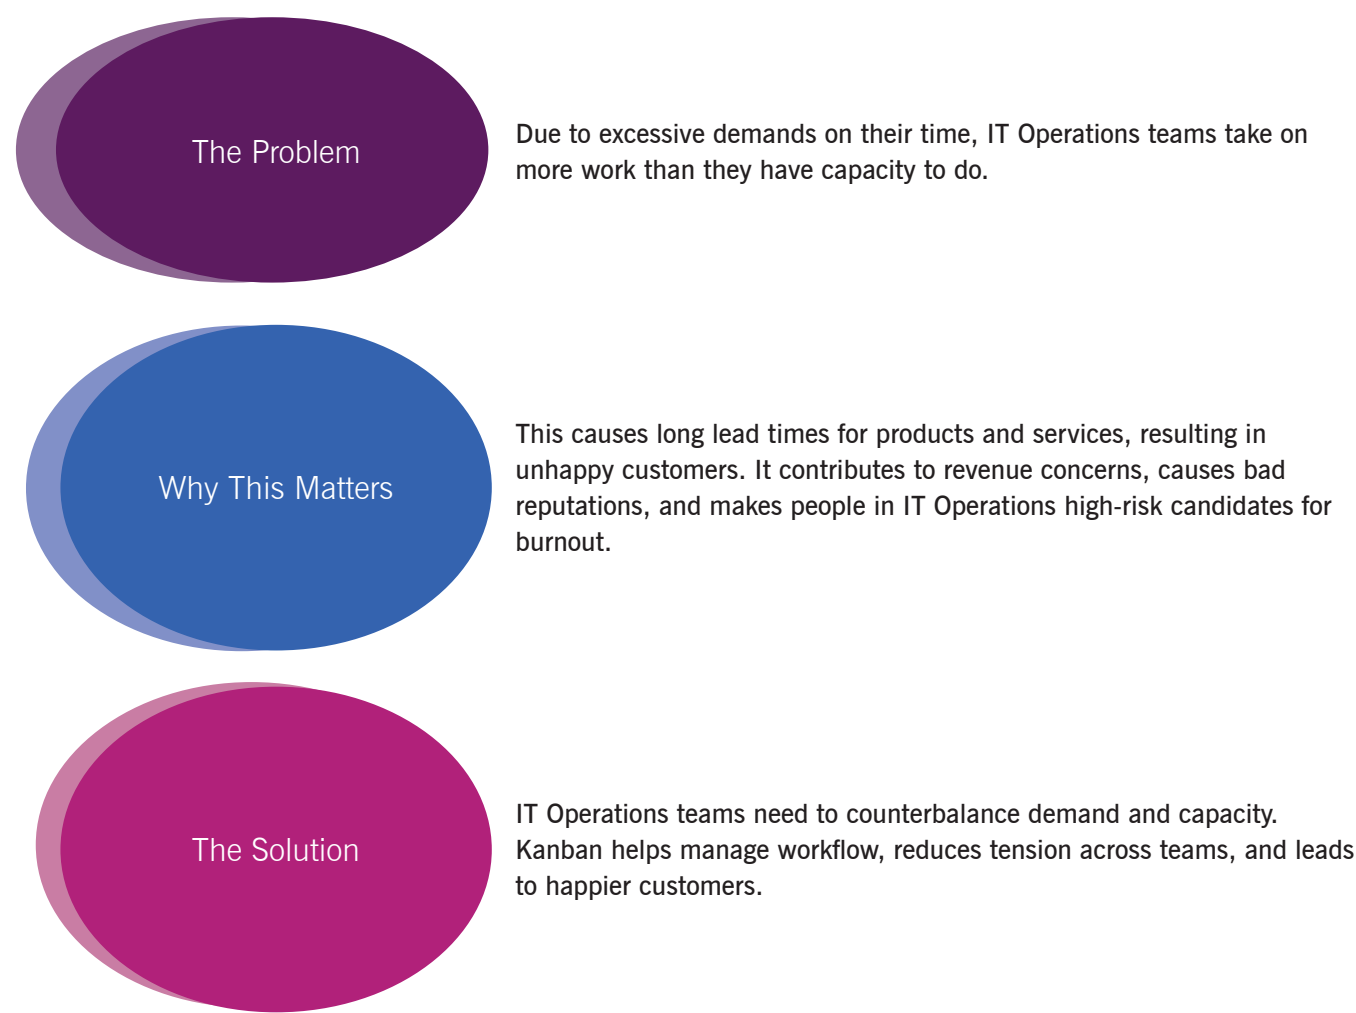 The Problem
Due to excessive demands on their time, IT Operations teams take on
more work than they have capacity to do.
Why This Matters
This causes long lead times for products and services, resulting in
unhappy customers. It contributes to revenue concerns, causes bad
reputations, and makes people in IT Operations high-risk candidates for
burnout.
The Solution
IT Operations teams need to counterbalance demand and capacity.
Kanban helps manage workflow, reduces tension across teams, and leads
to happier customers.